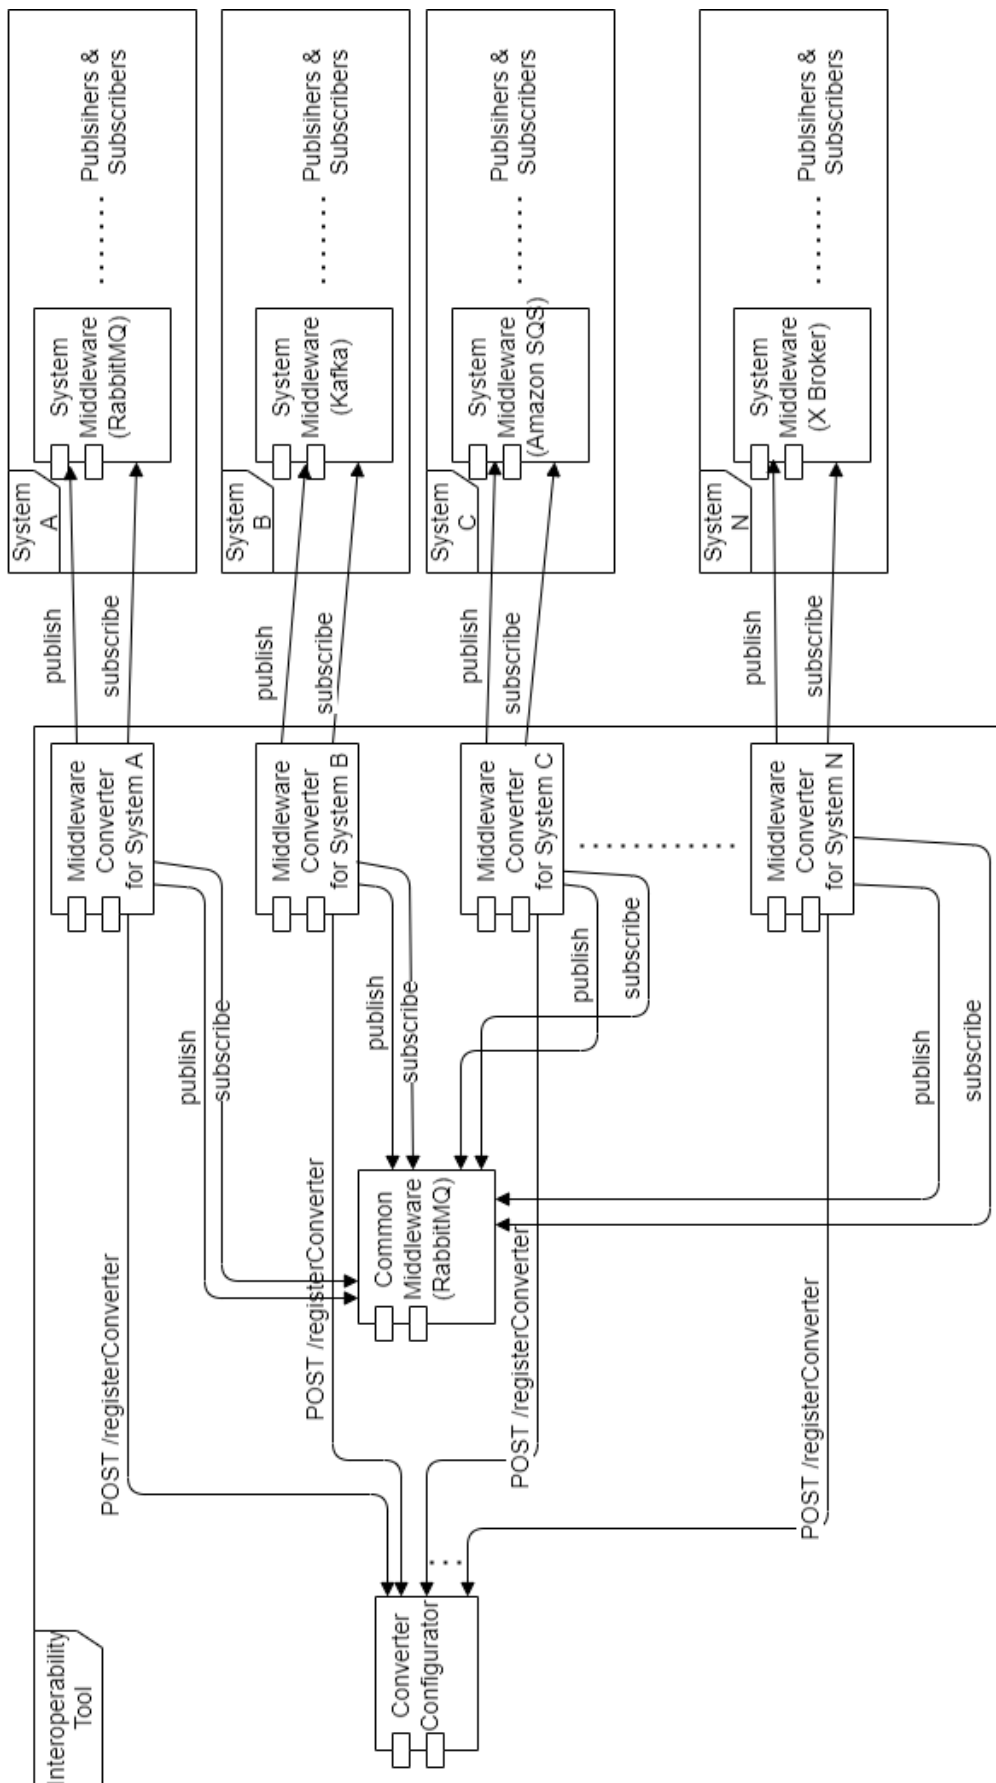 Interoperability
Tool
Converter
Configurator
...
POST /registerConverter
POST /registerConverter
POST /registerConverter
POST /registerConverter
Common
Middleware
(RabbitMQ)
publish
subscribe
publish
subscribe
publish
subscribe
publish
subscribe
Middleware
Converter
for System A
Middleware
Converter
for System B
Middleware
Converter
for System C
Middleware
Converter
for System N
publish
subscribe
publish
subscribe
publish
subscribe
publish
subscribe
System
A
System
Middleware
(RabbitMQ)
Publsihers &
Subscribers
System
B
System
Middleware
(Kafka)
Publsihers &
Subscribers
System
C
System
Middleware
(Amazon SQS)
Publsihers &
Subscribers
System
N
System
Middleware
(X Broker)
Publsihers &
Subscribers